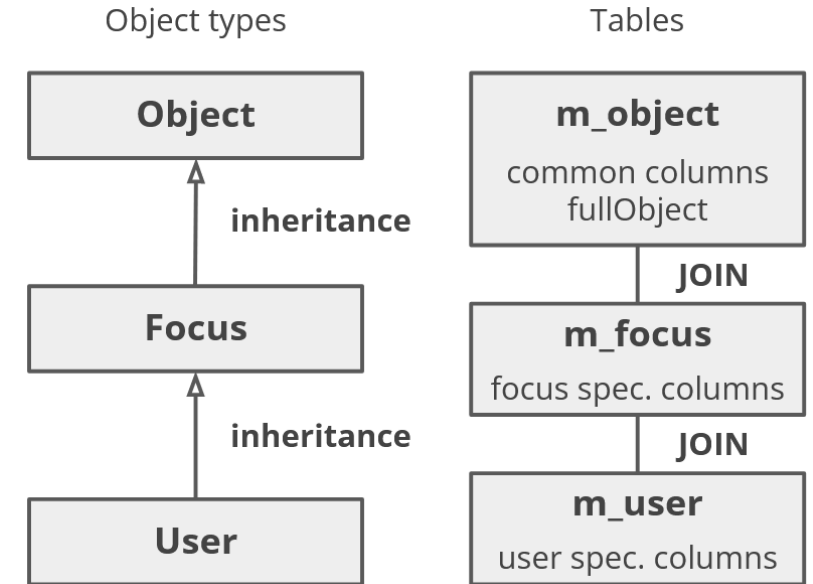 Object types
Object
inheritance
Focus
inheritance
User
Tables
m_object
common columns
fullObject
JOIN
m_focus
focus spec. columns
JOIN
m_user
user spec. columns